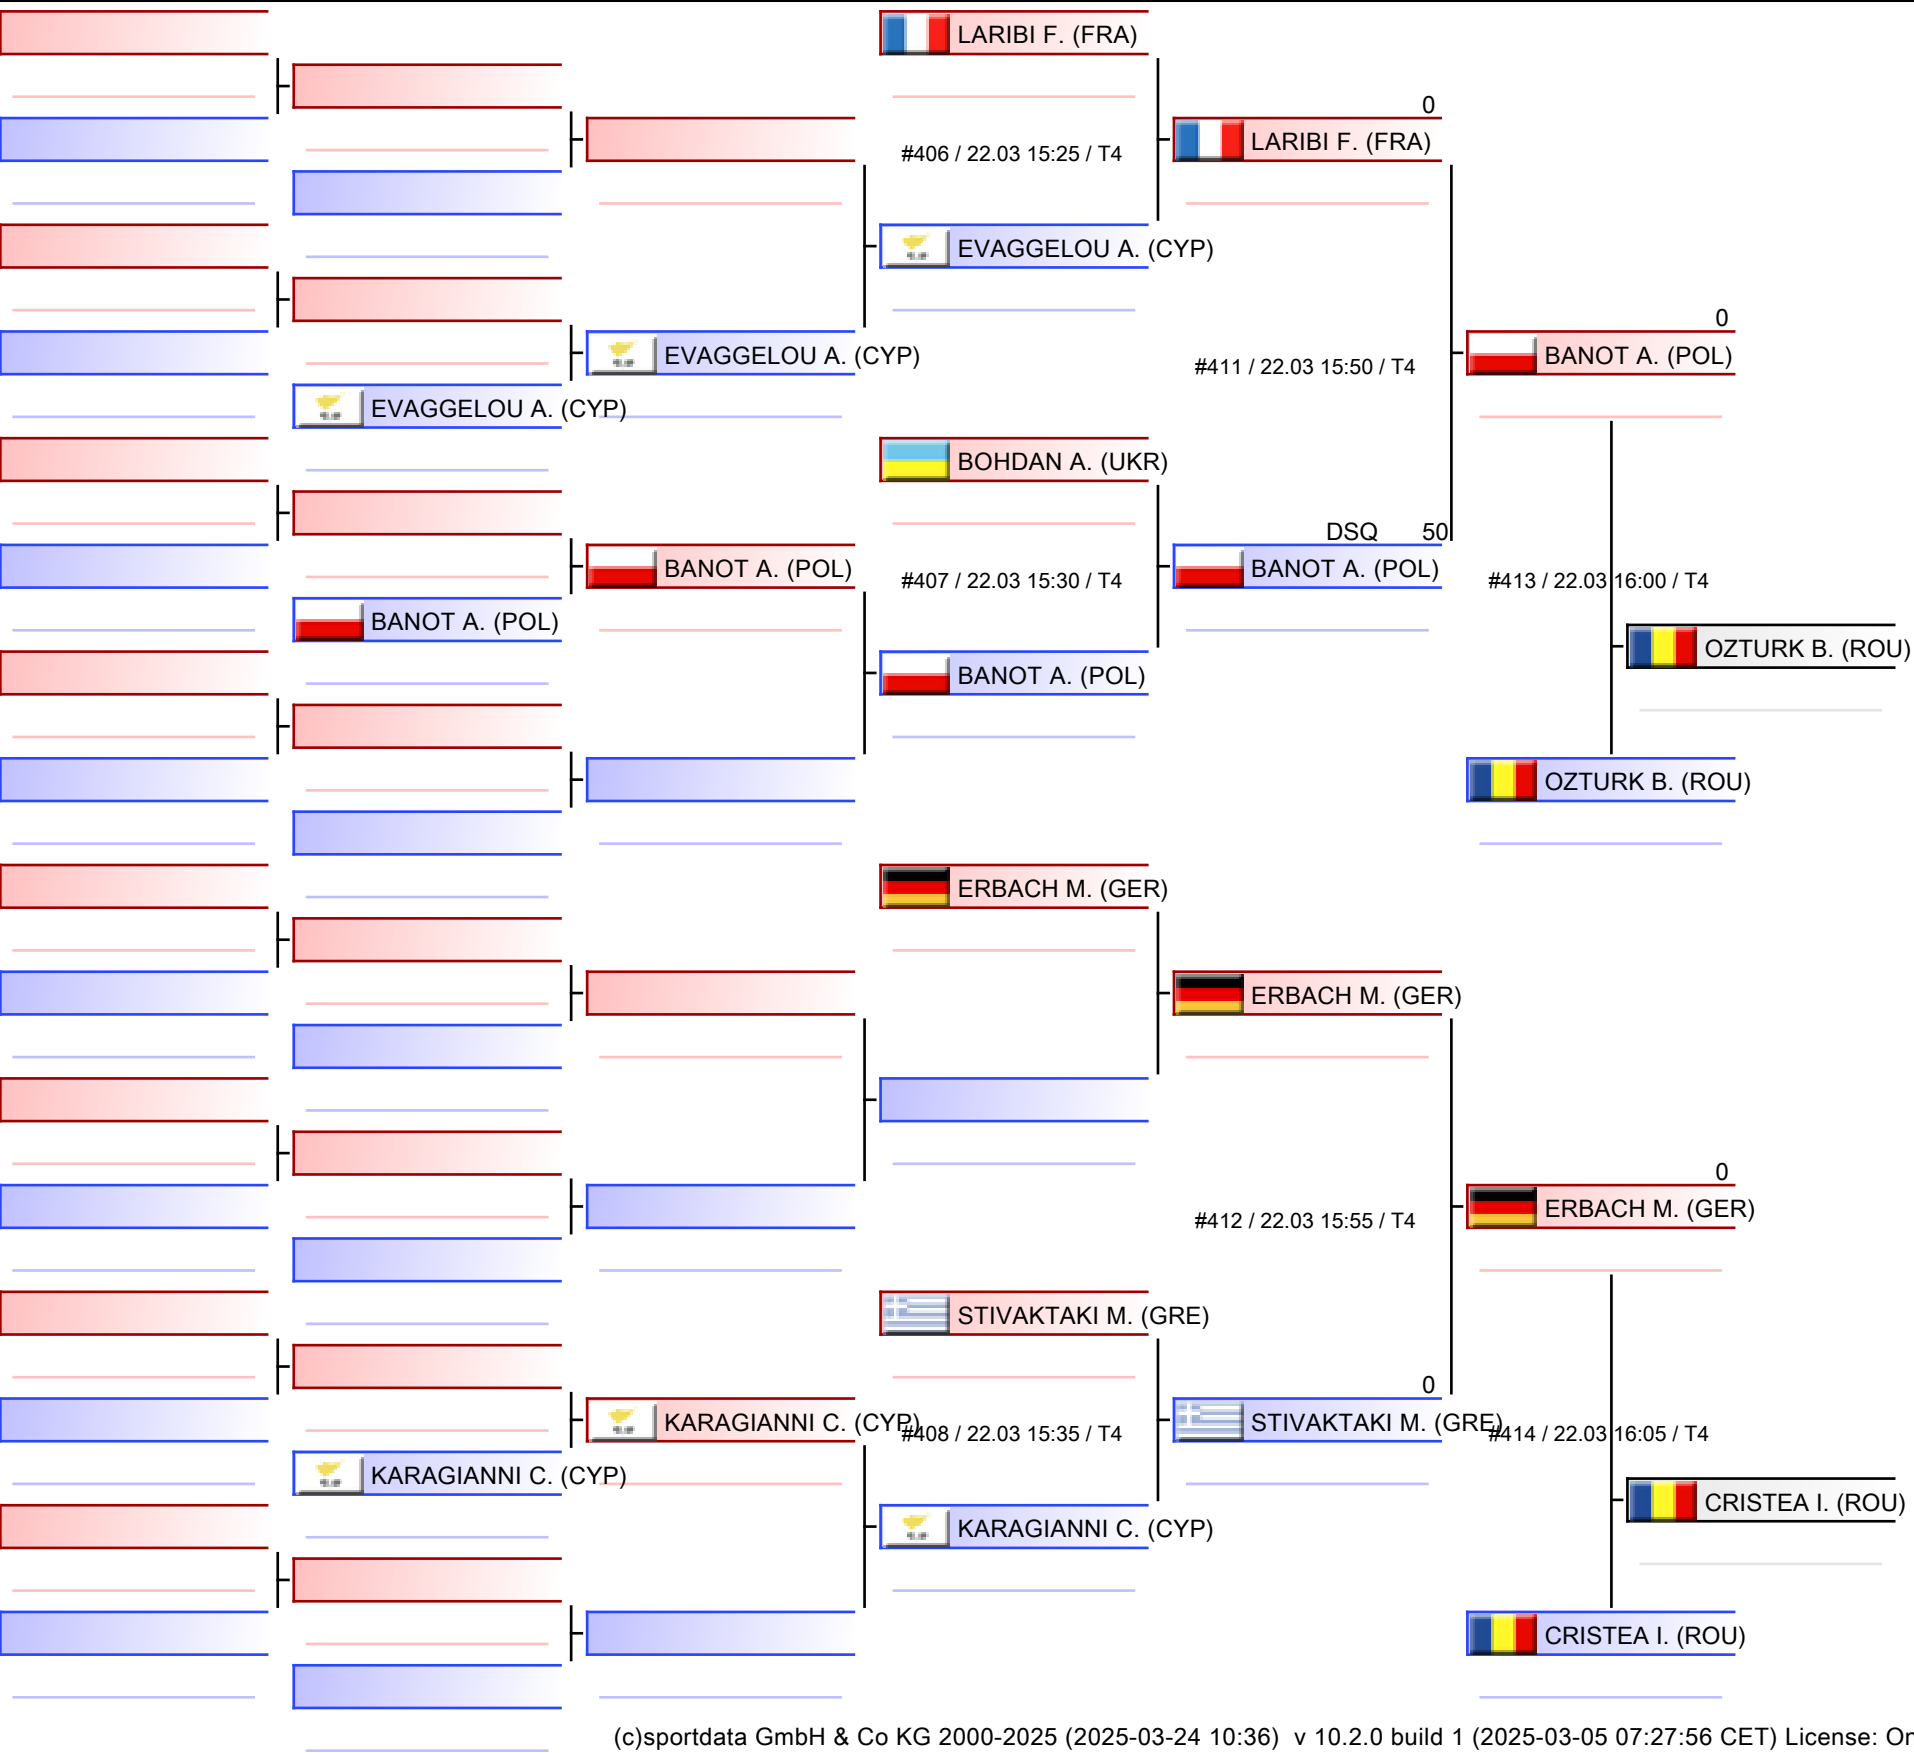 LARIBI F. (FRA)
0
LARIBI F. (FRA)
#406 / 22.03 15:25 / T4
EVAGGELOU A. (CYP)
0
EVAGGELOU A. (CYP)
BANOT A. (POL)
#411 / 22.03 15:50 / T4
EVAGGELOU A. (CYP)
BOHDAN A. (UKR)
DSQ 50
BANOT A. (POL)
BANOT A. (POL)
#407 / 22.03 15:30 / T4
#413 / 22.03 16:00 / T4
BANOT A. (POL)
OZTURK B. (ROU)
BANOT A. (POL)
OZTURK B. (ROU)
ERBACH M. (GER)
ERBACH M. (GER)
0
ERBACH M. (GER)
#412 / 22.03 15:55 / T4
STIVAKTAKI M. (GRE)
0
KARAGIANNI C. (CYP)
STIVAKTAKI M. (GRE)
#408 / 22.03 15:35 / T4
#414 / 22.03 16:05 / T4
KARAGIANNI C. (CYP)
CRISTEA I. (ROU)
KARAGIANNI C. (CYP)
CRISTEA I. (ROU)
(c)sportdata GmbH & Co KG 2000-2025 (2025-03-24 10:36) v 10.2.0 build 1 (2025-03-05 07:27:56 CET) License: On